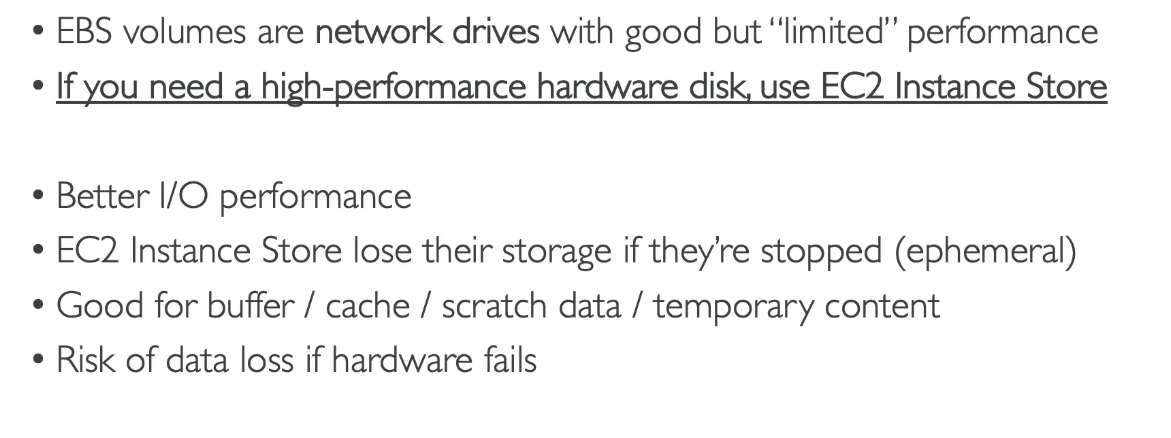 • EBS volumes are network drives with good but “limited” performance
• If you need a high-performance hardware disk, use EC2 Instance Store
• Better I/O performance
• EC2 Instance Store lose their storage if they’re stopped (ephemeral)
• Good for buffer / cache / scratch data / temporary content
• Risk of data loss if hardware fails